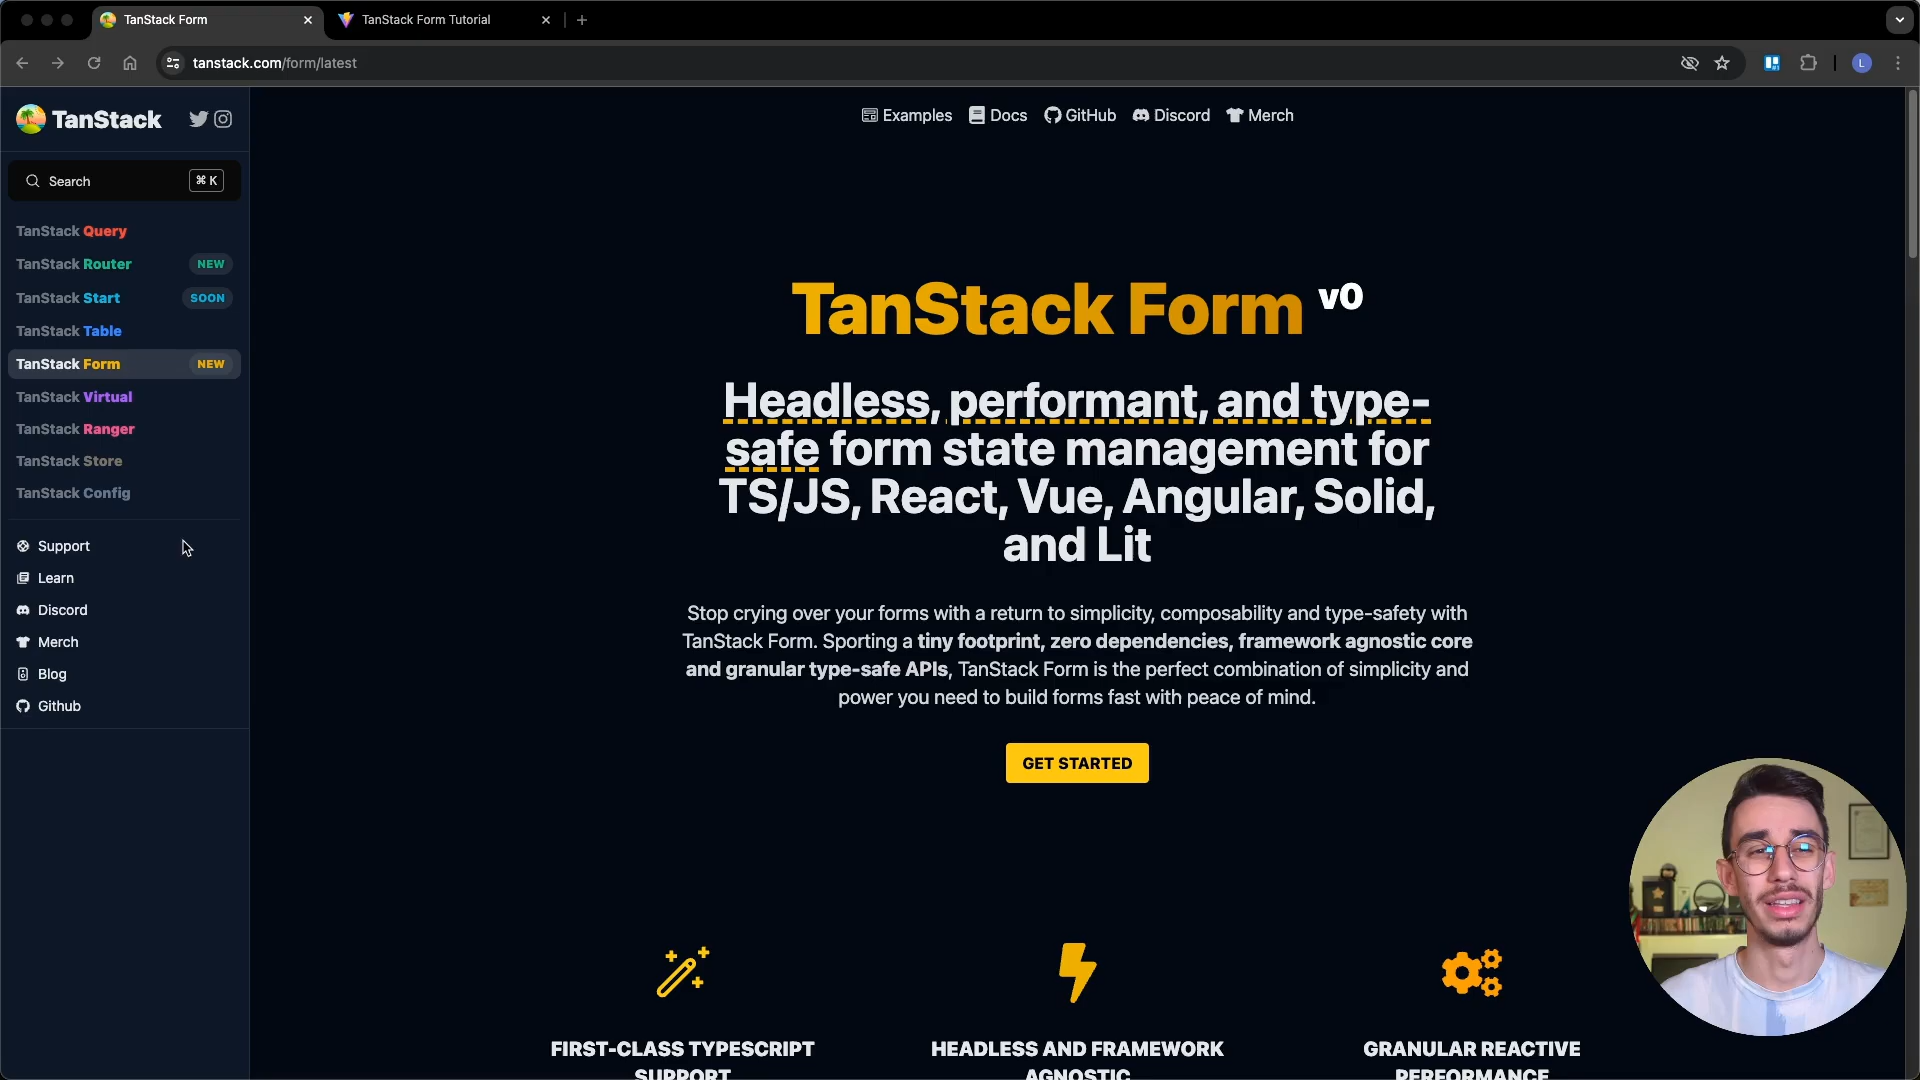 TanStack Form
TanStack Form Tutorial
tanstack.com/form/latest
L
TanStack
Search
⌘ K
TanStack Query
TanStack Router NEW
TanStack Start SOON
TanStack Table
TanStack Form NEW
TanStack Virtual
TanStack Ranger
TanStack Store
TanStack Config
Support
Learn
Discord
Merch
Blog
Github
Examples Docs GitHub Discord Merch
TanStack Form v0
Headless, performant, and type-
safe form state management for
TS/JS, React, Vue, Angular, Solid,
and Lit
Stop crying over your forms with a return to simplicity, composability and type-safety with
TanStack Form. Sporting a tiny footprint, zero dependencies, framework agnostic core
and granular type-safe APIs, TanStack Form is the perfect combination of simplicity and
power you need to build forms fast with peace of mind.
GET STARTED
FIRST-CLASS TYPESCRIPT
SUPPORT
HEADLESS AND FRAMEWORK
AGNOSTIC
GRANULAR REACTIVE
PERFORMANCE